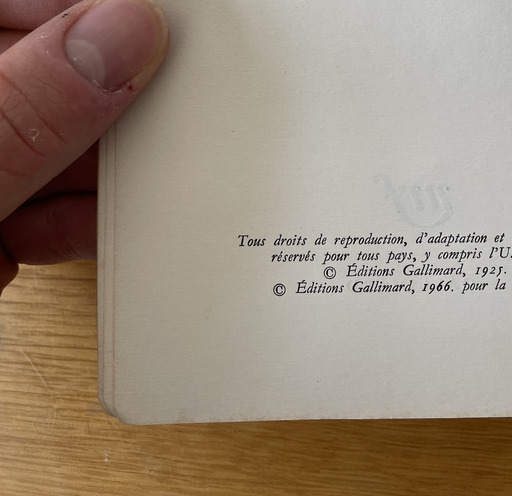 Tous droits de reproduction, d'adaptation et
réservés pour tous pays, y compris l'U.
© Éditions Gallimard, 1925.
© Éditions Gallimard, 1966. pour la